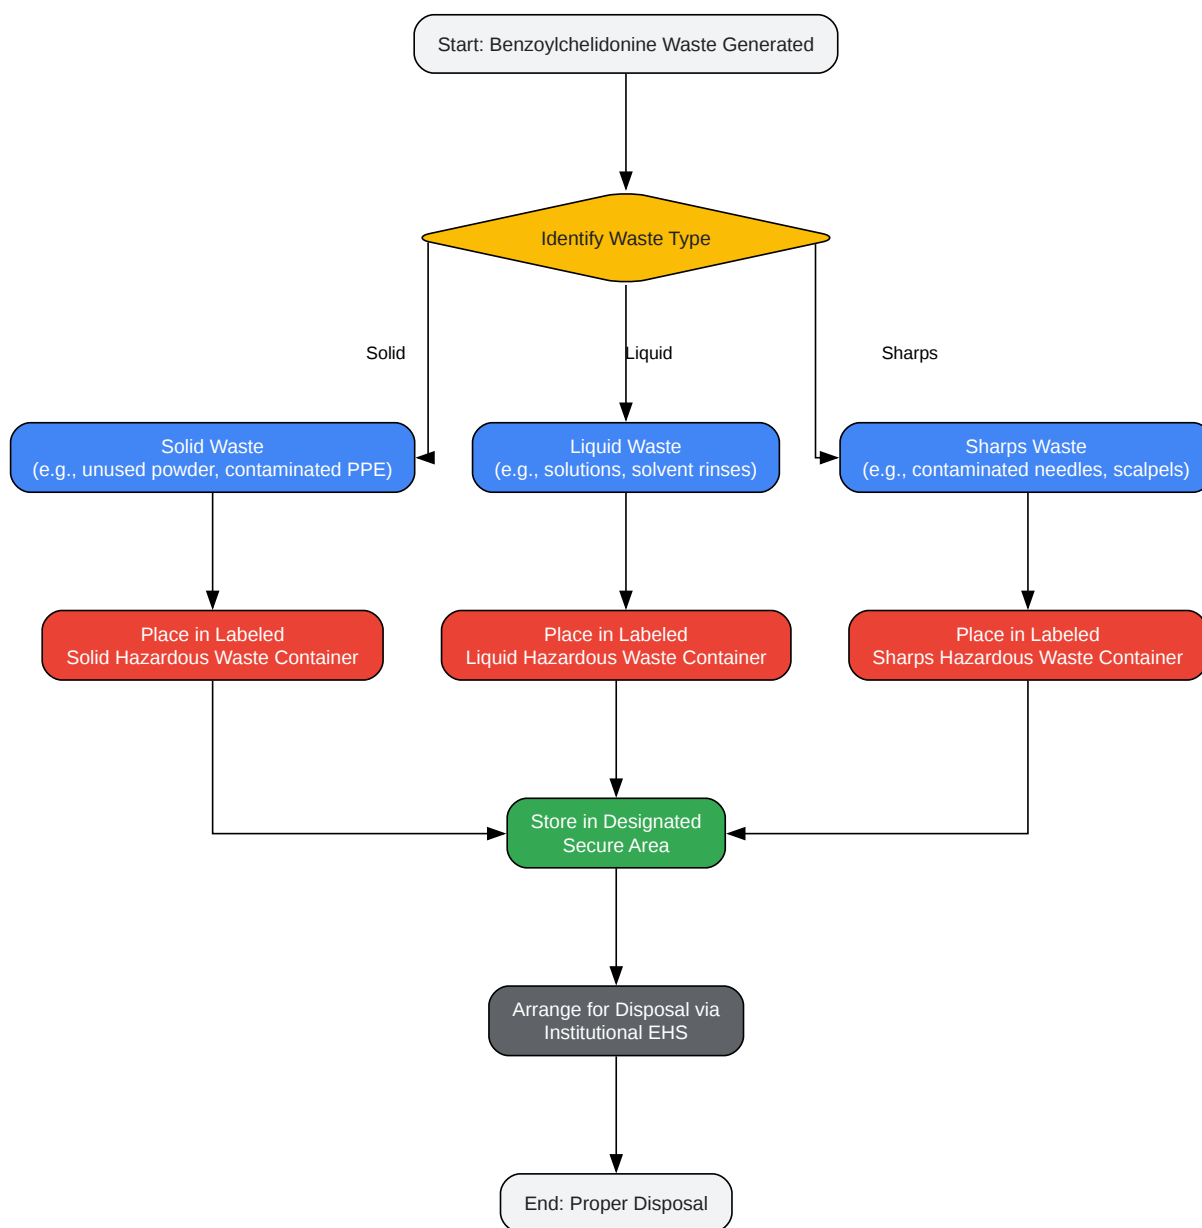 Start: Benzoylchelidonine Waste Generated
Identify Waste Type
Solid
Liquid
Sharps
Solid Waste
(e.g., unused powder, contaminated PPE)
Liquid Waste
(e.g., solutions, solvent rinses)
Sharps Waste
(e.g., contaminated needles, scalpels)
Place in Labeled
Solid Hazardous Waste Container
Place in Labeled
Liquid Hazardous Waste Container
Place in Labeled
Sharps Hazardous Waste Container
Store in Designated
Secure Area
Arrange for Disposal via
Institutional EHS
End: Proper Disposal